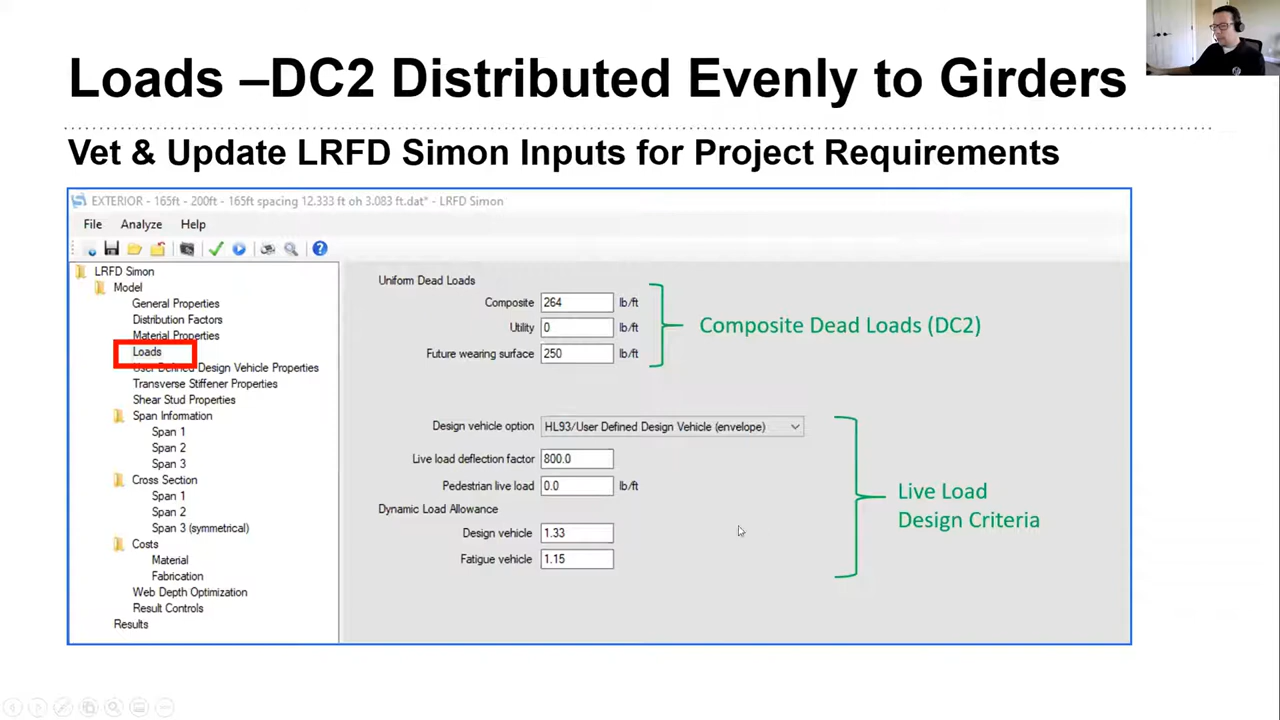 Loads –DC2 Distributed Evenly to Girders
Vet & Update LRFD Simon Inputs for Project Requirements
EXTERIOR - 165ft - 200ft - 165ft spacing 12.333 ft oh 3.083 ft.dat* - LRFD Simon
File Analyze Help
LRFD Simon
Model
General Properties
Distribution Factors
Material Properties
Loads
User Defined Design Vehicle Properties
Transverse Stiffener Properties
Shear Stud Properties
Span Information
Span 1
Span 2
Span 3
Cross Section
Span 1
Span 2
Span 3 (symmetrical)
Costs
Material
Fabrication
Web Depth Optimization
Result Controls
Results
Uniform Dead Loads
Composite 264 lb/ft
Utility 0 lb/ft
Future wearing surface 250 lb/ft
Composite Dead Loads (DC2)
Design vehicle option HL93/User Defined Design Vehicle (envelope)
Live load deflection factor 800.0
Pedestrian live load 0.0 lb/ft
Dynamic Load Allowance
Design vehicle 1.33
Fatigue vehicle 1.15
Live Load
Design Criteria